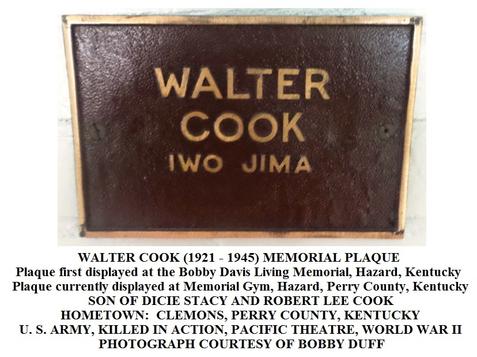 WALTER
COOK
IWO JIMA
WALTER COOK (1921 - 1945) MEMORIAL PLAQUE
Plaque first displayed at the Bobby Davis Living Memorial, Hazard, Kentucky
Plaque currently displayed at Memorial Gym, Hazard, Perry County, Kentucky
SON OF DICIE STACY AND ROBERT LEE COOK
HOMETOWN: CLEMONS, PERRY COUNTY, KENTUCKY
U. S. ARMY, KILLED IN ACTION, PACIFIC THEATRE, WORLD WAR II
PHOTOGRAPH COURTESY OF BOBBY DUFF